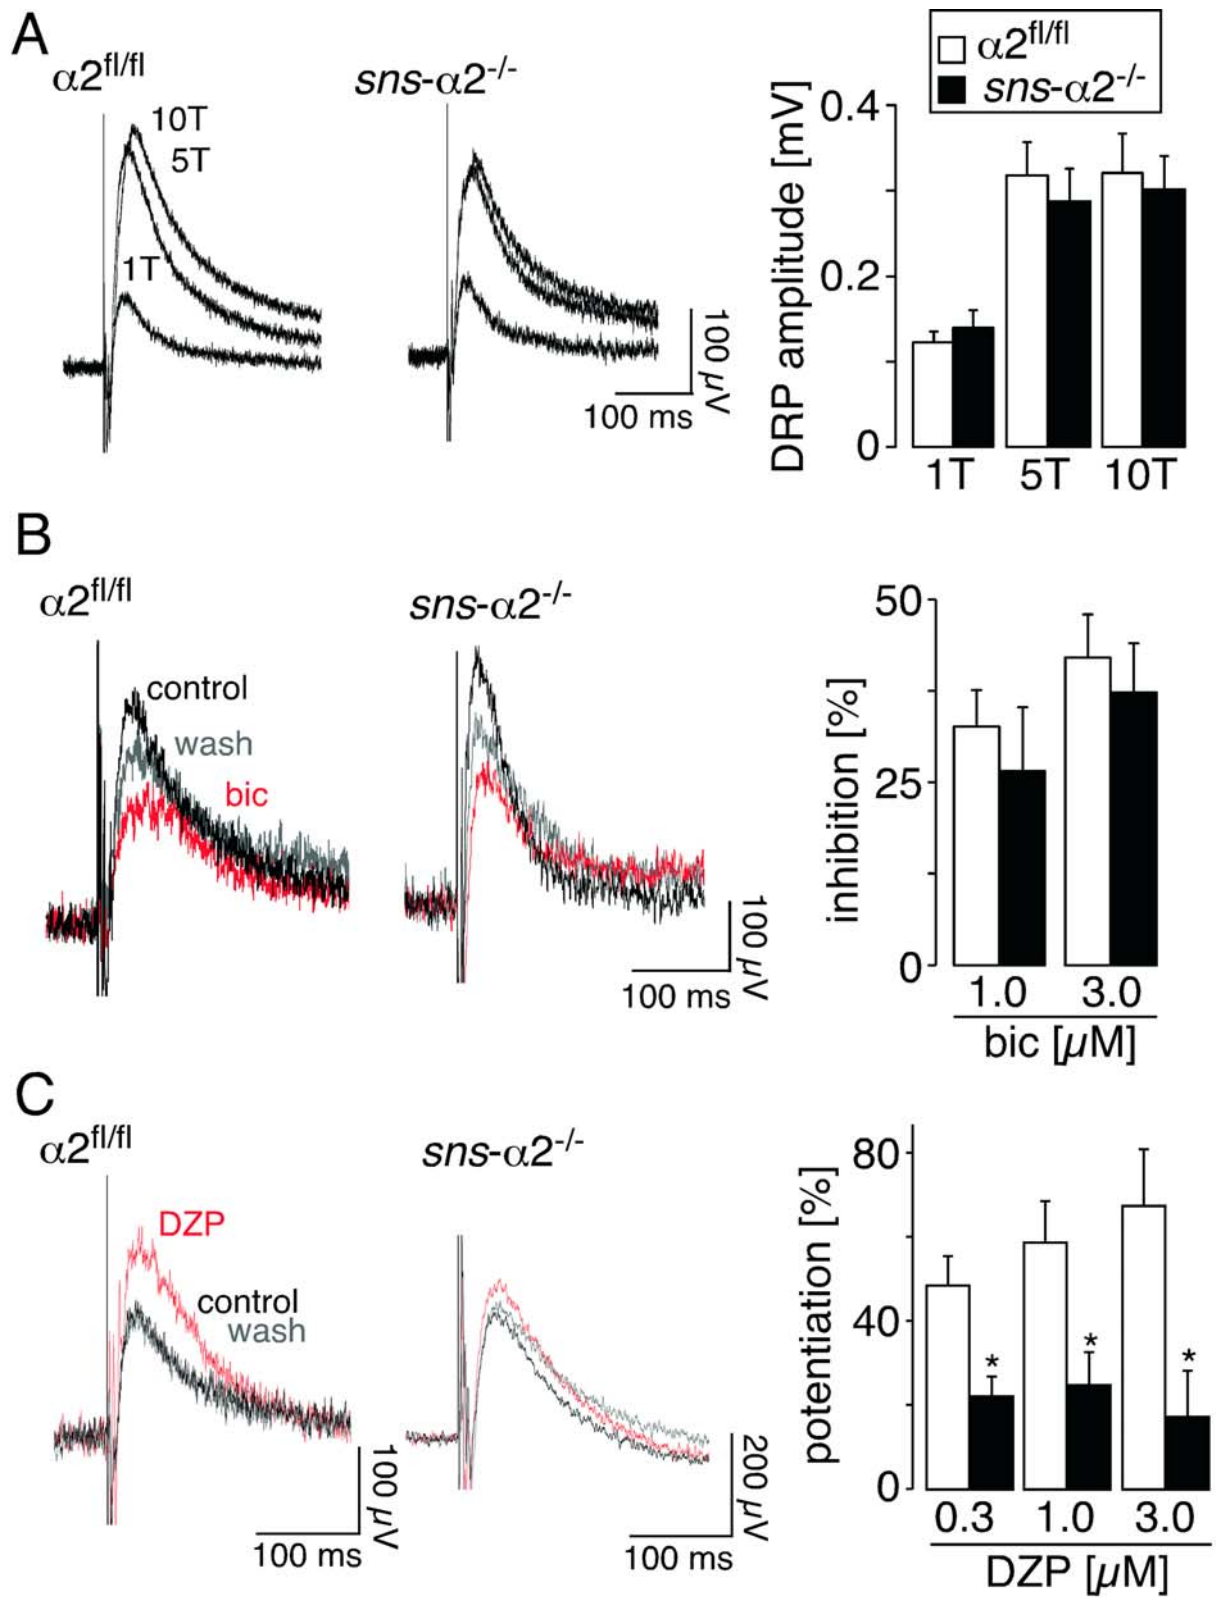 A
α2fl/fl
sns-α2-/-
10T
5T
1T
100 µV
100 ms
α2fl/fl
sns-α2-/-
DRP amplitude [mV]
0.4
0.2
0
1T 5T 10T
B
α2fl/fl
sns-α2-/-
control
wash
bic
100 µV
100 ms
inhibition [%]
50
25
0
1.0 3.0
bic [µM]
C
α2fl/fl
sns-α2-/-
DZP
control
wash
100 µV
100 ms
200 µV
100 ms
potentiation [%]
80
40
0
* * *
0.3 1.0 3.0
DZP [µM]